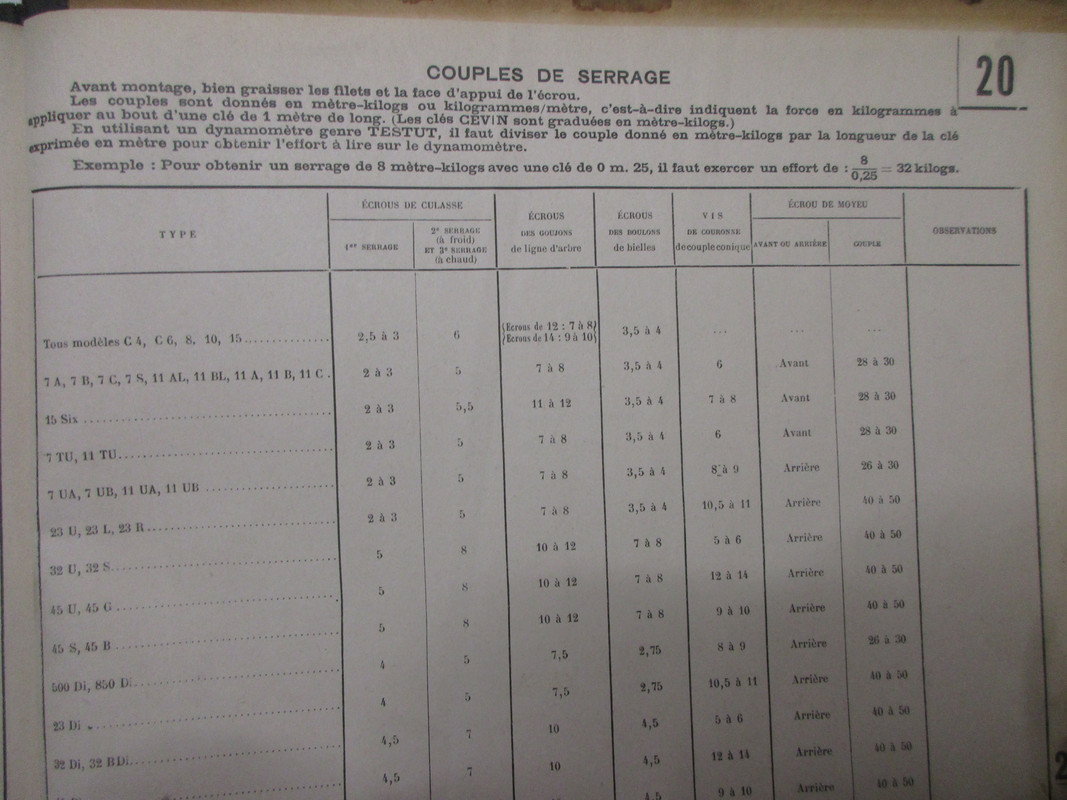 20
COUPLES DE SERRAGE
Avant montage, bien graisser les filets et la face d'appui de l'écrou.
Les couples sont donnés en mètre-kilogs ou kilogrammes/mètre, c'est-à-dire indiquent la force en kilogrammes à
appliquer au bout d'une clé de 1 mètre de long. (Les clés CEVIN sont graduées en mètre-kilogs.)
En utilisant un dynamomètre genre TESTUT, il faut diviser le couple donné en mètre-kilogs par la longueur de la clé
exprimée en mètre pour obtenir l'effort à lire sur le dynamomètre.
Exemple : Pour obtenir un serrage de 8 mètre-kilogs avec une clé de 0 m. 25, il faut exercer un effort de : 8/0,25 = 32 kilogs.
TYPE
ÉCROUS DE CULASSE
1er SERRAGE
2e SERRAGE
(à froid)
ET 3e SERRAGE
(à chaud)
ÉCROUS
DES GOUJONS
de ligne d'arbre
ÉCROUS
DES BOULONS
de bielles
VIS
DE COURONNE
de couple conique
ÉCROU DE MOYEU
AVANT OU ARRIÈRE
COUPLE
OBSERVATIONS
Tous modèles C 4, C 6, 8, 10, 15 .............. 2,5 à 3 6 {Ecrous de 12 : 7 à 8} {Ecrous de 14 : 9 à 10} 3,5 à 4 ... ... ...
7 A, 7 B, 7 C, 7 S, 11 AL, 11 BL, 11 A, 11 B, 11 C . 2 à 3 5 7 à 8 3,5 à 4 6 Avant 28 à 30
15 Six .............. 2 à 3 5,5 11 à 12 3,5 à 4 7 à 8 Avant 28 à 30
7 TU, 11 TU .............. 2 à 3 5 7 à 8 3,5 à 4 6 Avant 28 à 30
7 UA, 7 UB, 11 UA, 11 UB .............. 2 à 3 5 7 à 8 3,5 à 4 8 à 9 Arrière 26 à 30
23 U, 23 L, 23 R .............. 2 à 3 5 7 à 8 3,5 à 4 10,5 à 11 Arrière 40 à 50
32 U, 32 S .............. 5 8 10 à 12 7 à 8 5 à 6 Arrière 40 à 50
45 U, 45 G .............. 5 8 10 à 12 7 à 8 12 à 14 Arrière 40 à 50
45 S, 45 B .............. 5 8 10 à 12 7 à 8 9 à 10 Arrière 40 à 50
500 Di, 850 Di .............. 4 5 7,5 2,75 8 à 9 Arrière 26 à 30
23 Di .............. 4 5 7,5 2,75 10,5 à 11 Arrière 40 à 50
32 Di, 32 BDi .............. 4,5 7 10 4,5 5 à 6 Arrière 40 à 50
4,5 7 10 4,5 12 à 14 Arrière 40 à 50
4,5 9 à 10 Arrière 40 à 50